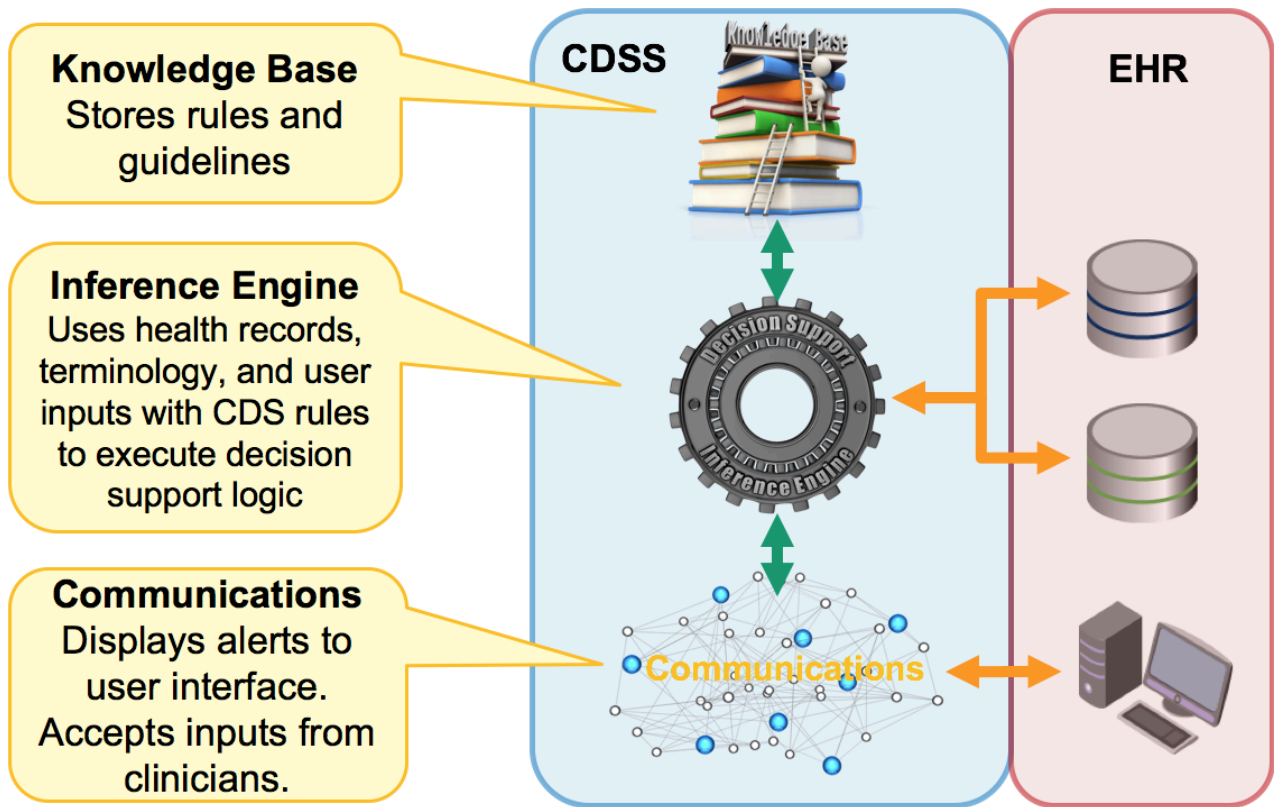 Knowledge Base
Stores rules and
guidelines
CDSS
Knowledge Base
EHR
Inference Engine
Uses health records,
terminology, and user
inputs with CDS rules
to execute decision
support logic
Decision Support
Inference Engine
Communications
Displays alerts to
user interface.
Accepts inputs from
clinicians.
Communications